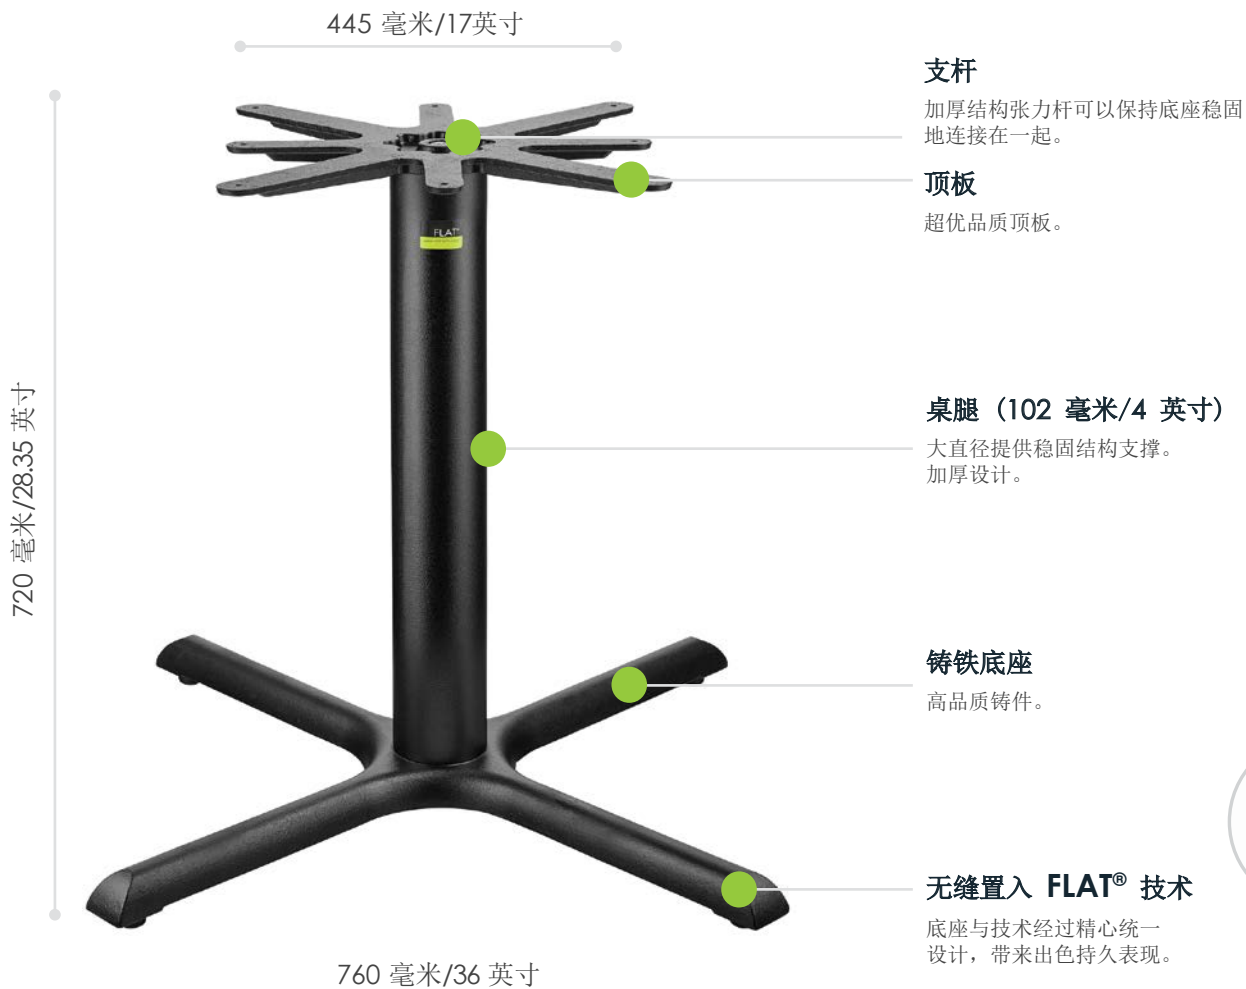 445 毫米/17英寸
支杆
加厚结构张力杆可以保持底座稳固
地连接在一起。
顶板
超优品质顶板。
FLAT®
720 毫米/28.35 英寸
桌腿（102 毫米/4 英寸）
大直径提供稳固结构支撑。
加厚设计。
铸铁底座
高品质铸件。
无缝置入 FLAT® 技术
底座与技术经过精心统一
设计，带来出色持久表现。
760 毫米/36 英寸